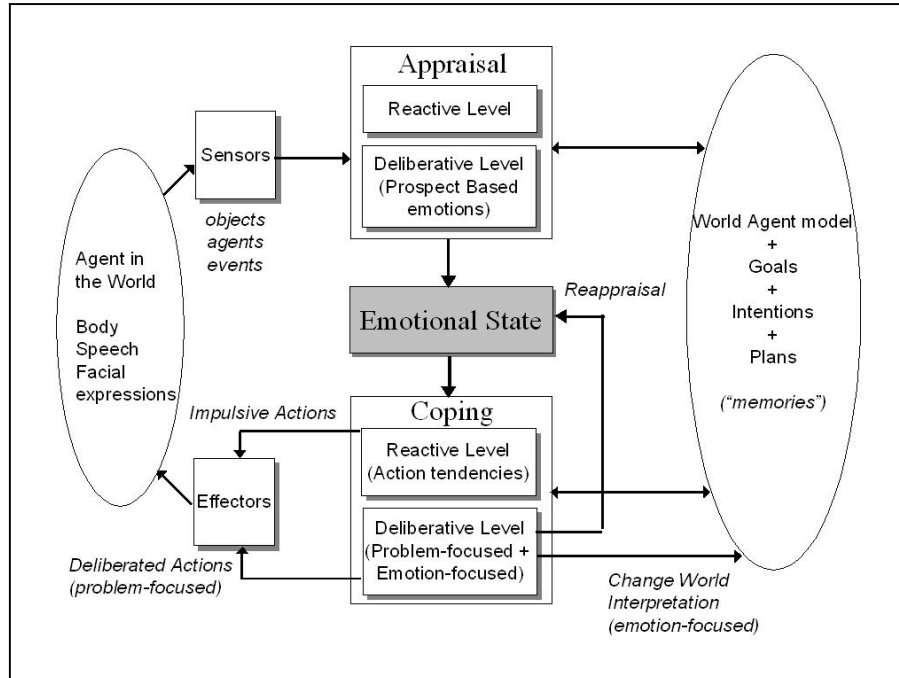 Appraisal
Reactive Level
Deliberative Level
(Prospect Based
emotions)
Sensors
objects
agents
events
Agent in
the World
Body
Speech
Facial
expressions
World Agent model
+
Goals
+
Intentions
+
Plans
("memories")
Reappraisal
Emotional State
Impulsive Actions
Coping
Reactive Level
(Action tendencies)
Effectors
Deliberative Level
(Problem-focused +
Emotion-focused)
Deliberated Actions
(problem-focused)
Change World
Interpretation
(emotion-focused)